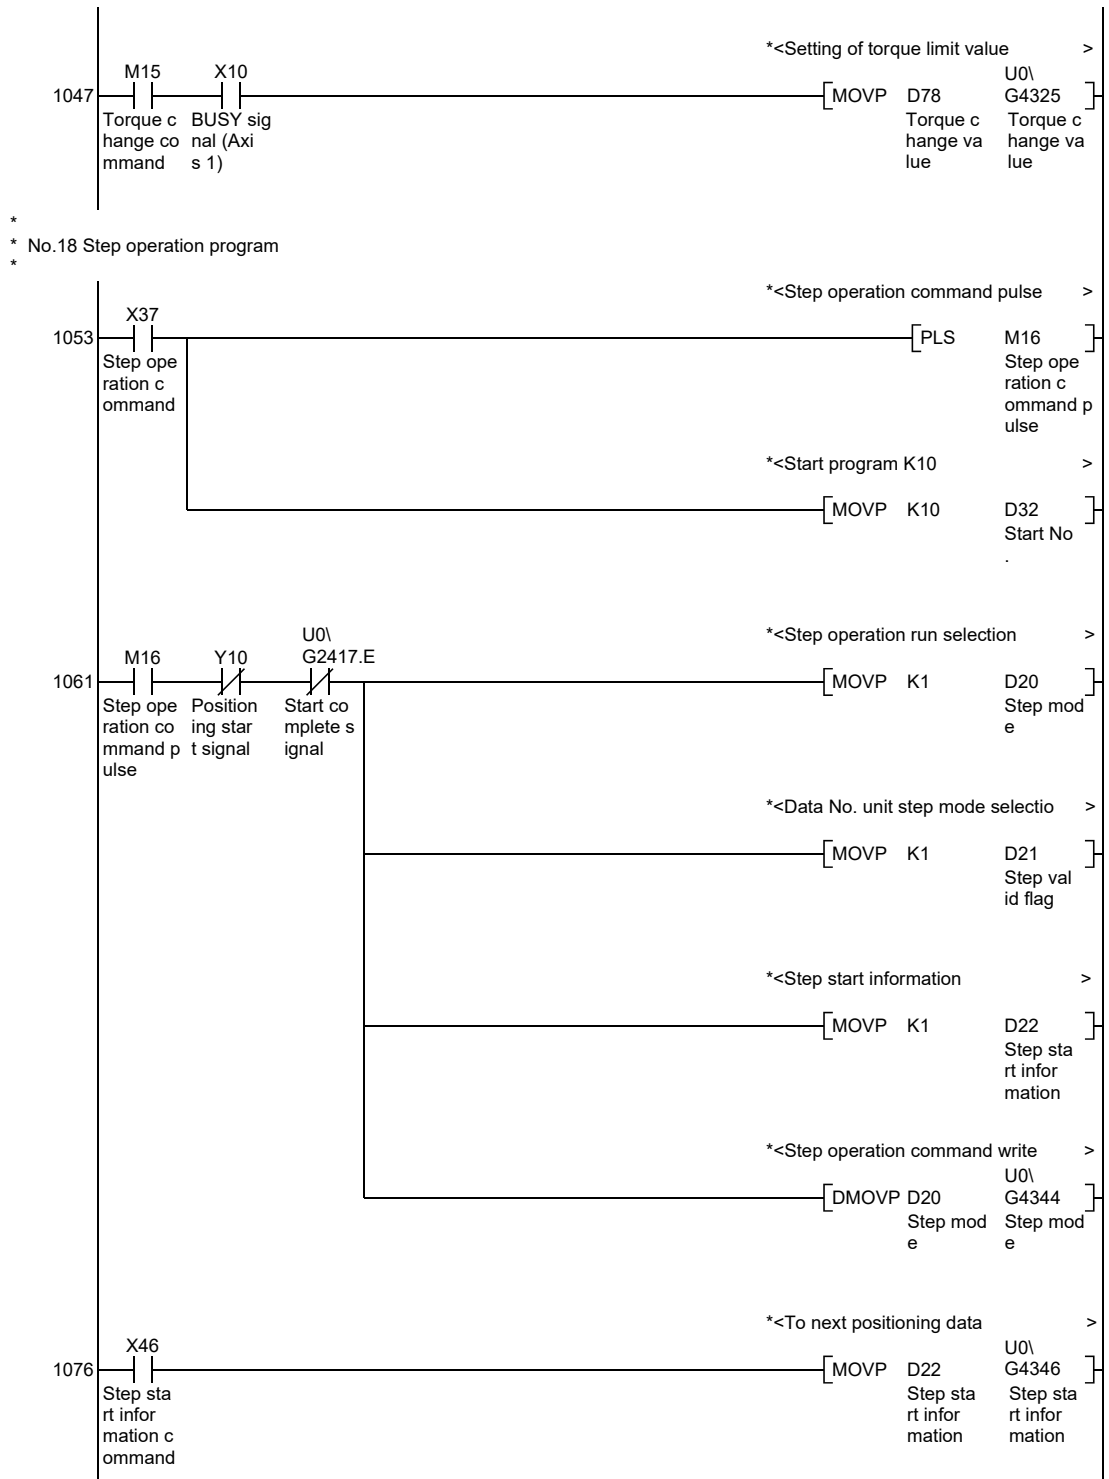 *<Setting of torque limit value >
M15 X10 U0\
1047 MOVP D78 G4325
Torque c BUSY sig Torque c Torque c
hange co nal (Axi hange va hange va
mmand s 1) lue lue
*
* No.18 Step operation program
*
*<Step operation command pulse >
X37
1053 PLS M16
Step ope Step ope
ration c ration c
ommand ommand p
ulse
*<Start program K10 >
MOVP K10 D32
Start No
.
*<Step operation run selection >
U0\
M16 Y10 G2417.E
1061 MOVP K1 D20
Step ope Position Start co Step mod
ration co ing star mplete s e
mmand p t signal ignal
ulse
*<Data No. unit step mode selectio >
MOVP K1 D21
Step val
id flag
*<Step start information >
MOVP K1 D22
Step sta
rt infor
mation
*<Step operation command write >
U0\
DMOVP D20 G4344
Step mod Step mod
e e
*<To next positioning data >
X46 U0\
1076 MOVP D22 G4346
Step sta Step sta Step sta
rt infor rt infor rt infor
mation c mation mation
ommand